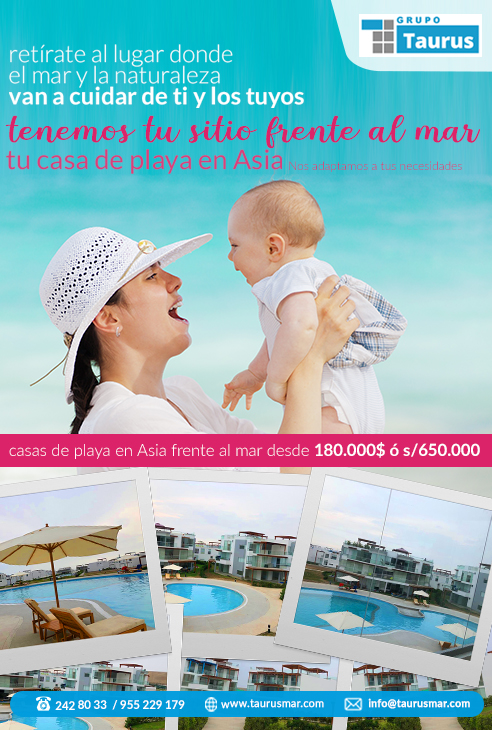 GRUPO
Taurus
retírate al lugar donde
el mar y la naturaleza
van a cuidar de ti y los tuyos
tenemos tu sitio frente al mar
tu casa de playa en Asia Nos adaptamos a tus necesidades
casas de playa en Asia frente al mar desde 180.000$ ó s/650.000
242 80 33 / 955 229 179 www.taurusmar.com info@taurusmar.com